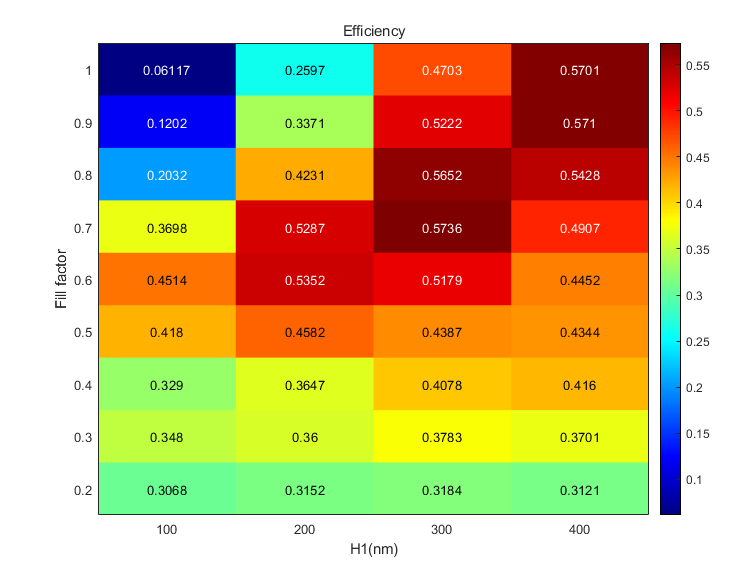 Efficiency
1 0.06117 0.2597 0.4703 0.5701
0.9 0.1202 0.3371 0.5222 0.571
0.8 0.2032 0.4231 0.5652 0.5428
0.7 0.3698 0.5287 0.5736 0.4907
0.6 0.4514 0.5352 0.5179 0.4452
0.5 0.418 0.4582 0.4387 0.4344
0.4 0.329 0.3647 0.4078 0.416
0.3 0.348 0.36 0.3783 0.3701
0.2 0.3068 0.3152 0.3184 0.3121
100 200 300 400
H1(nm)
Fill factor
0.55
0.5
0.45
0.4
0.35
0.3
0.25
0.2
0.15
0.1